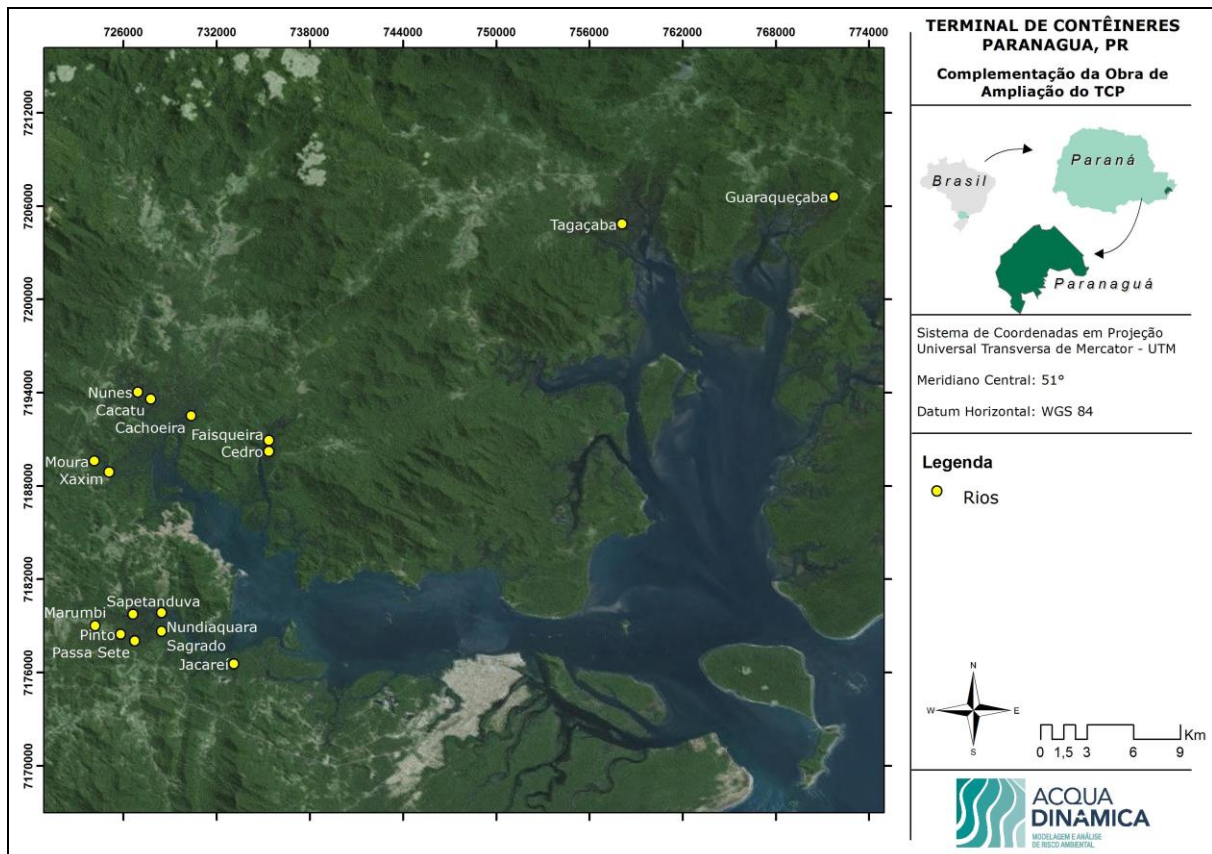 726000 732000 738000 744000 750000 756000 762000 768000 774000
7212000
7206000
7200000
7194000
7188000
7182000
7176000
7170000
Guaraqueçaba
Tagaçaba
Nunes
Cacatu
Cachoeira
Faisqueira
Cedro
Moura
Xaxim
Sapetanduva
Marumbi
Nundiaquara
Pinto
Sagrado
Passa Sete
Jacareí
TERMINAL DE CONTÊINERES
PARANAGUA, PR
Complementação da Obra de
Ampliação do TCP
Brasil
Paraná
Paranaguá
Sistema de Coordenadas em Projeção
Universal Transversa de Mercator - UTM
Meridiano Central: 51°
Datum Horizontal: WGS 84
Legenda
Rios
N
W E
S
Km
0 1,5 3 6 9
ACQUA
DINÂMICA
MODELAGEM E ANÁLISE
DE RISCO AMBIENTAL